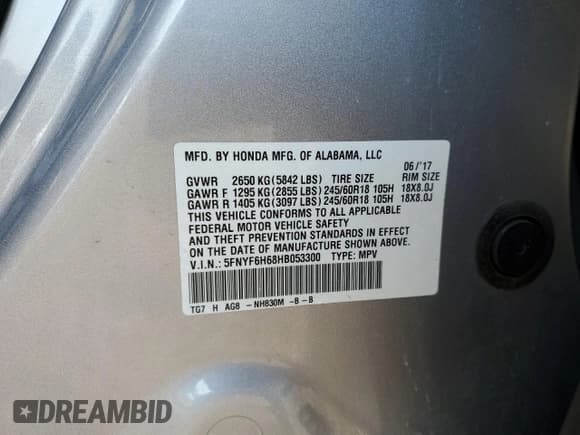 MFD. BY HONDA MFG. OF ALABAMA, LLC
06/'17
GVWR 2650 KG (5842 LBS) TIRE SIZE RIM SIZE
GAWR F 1295 KG (2855 LBS) 245/60R18 105H 18X8.0J
GAWR R 1405 KG (3097 LBS) 245/60R18 105H 18X8.0J
THIS VEHICLE CONFORMS TO ALL APPLICABLE
FEDERAL MOTOR VEHICLE SAFETY
AND THEFT PREVENTION STANDARDS IN EFFECT
ON THE DATE OF MANUFACTURE SHOWN ABOVE.
V.I.N.: 5FNYF6H68HB053300 TYPE: MPV
TG7 H AG8 -NH830M -B -B
DREAMBID